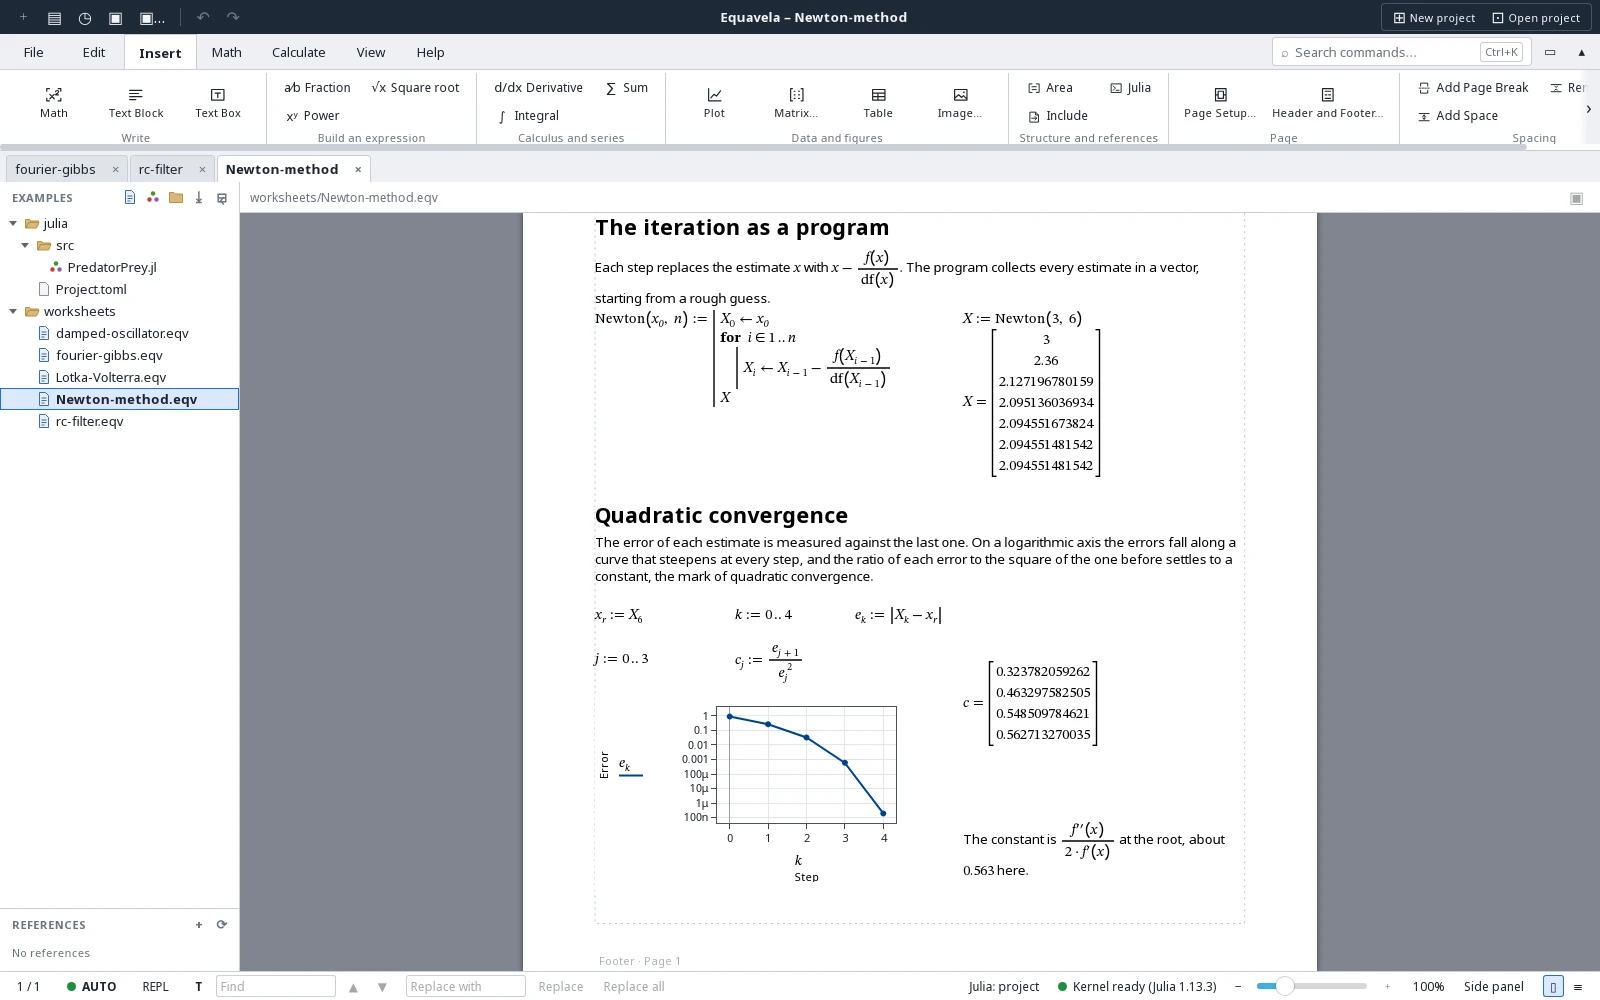 Equavela – Newton-method
New project
Open project
File Edit Insert Math Calculate View Help
Search commands... Ctrl+K
Math Text Block Text Box
Write
a/b Fraction √x Square root
xʸ Power
Build an expression
d/dx Derivative ∑ Sum
∫ Integral
Calculus and series
Plot Matrix... Table Image...
Data and figures
Area Julia
Include
Structure and references
Page Setup... Header and Footer...
Page
Add Page Break
Add Space
Spacing
fourier-gibbs × rc-filter × Newton-method ×
EXAMPLES
worksheets/Newton-method.eqv
julia
src
PredatorPrey.jl
Project.toml
worksheets
damped-oscillator.eqv
fourier-gibbs.eqv
Lotka-Volterra.eqv
Newton-method.eqv
rc-filter.eqv
REFERENCES
No references
The iteration as a program
Each step replaces the estimate x with x − f(x)/df(x). The program collects every estimate in a vector,
starting from a rough guess.
Newton(x₀, n) := X₀ ← x₀
for i ∈ 1 .. n
Xᵢ ← Xᵢ₋₁ − f(Xᵢ₋₁)/df(Xᵢ₋₁)
X
X := Newton(3, 6)
X =
3
2.36
2.127196780159
2.095136036934
2.094551673824
2.094551481542
2.094551481542
Quadratic convergence
The error of each estimate is measured against the last one. On a logarithmic axis the errors fall along a
curve that steepens at every step, and the ratio of each error to the square of the one before settles to a
constant, the mark of quadratic convergence.
xᵣ := X₆ k := 0 .. 4 eₖ := |Xₖ − xᵣ|
j := 0 .. 3 cⱼ := eⱼ₊₁/eⱼ²
c =
0.323782059262
0.463297582505
0.548509784621
0.562713270035
Error eₖ
1
0.1
0.01
0.001
100μ
10μ
1μ
100n
0 1 2 3 4
k
Step
The constant is f′′(x)/2 · f′(x) at the root, about
0.563 here.
Footer · Page 1
1 / 1 AUTO REPL T Find Replace with Replace Replace all
Julia: project Kernel ready (Julia 1.13.3) − + 100% Side panel